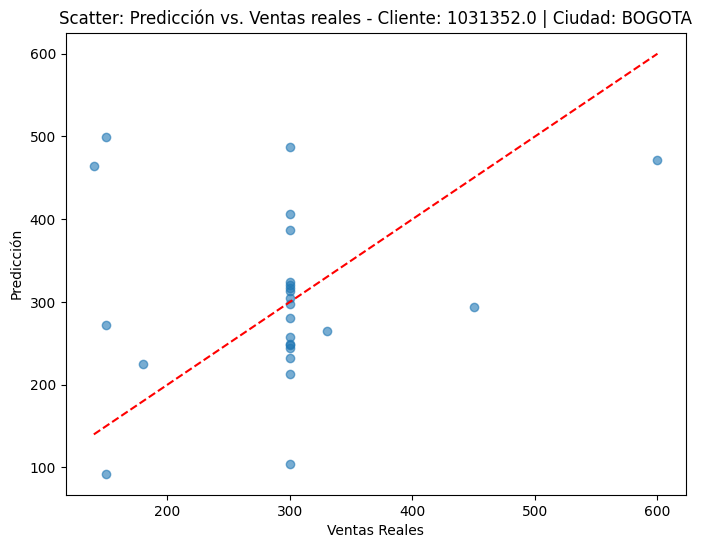 Scatter: Predicción vs. Ventas reales - Cliente: 1031352.0 | Ciudad: BOGOTA
600
500
400
300
200
100
Predicción
200 300 400 500 600
Ventas Reales